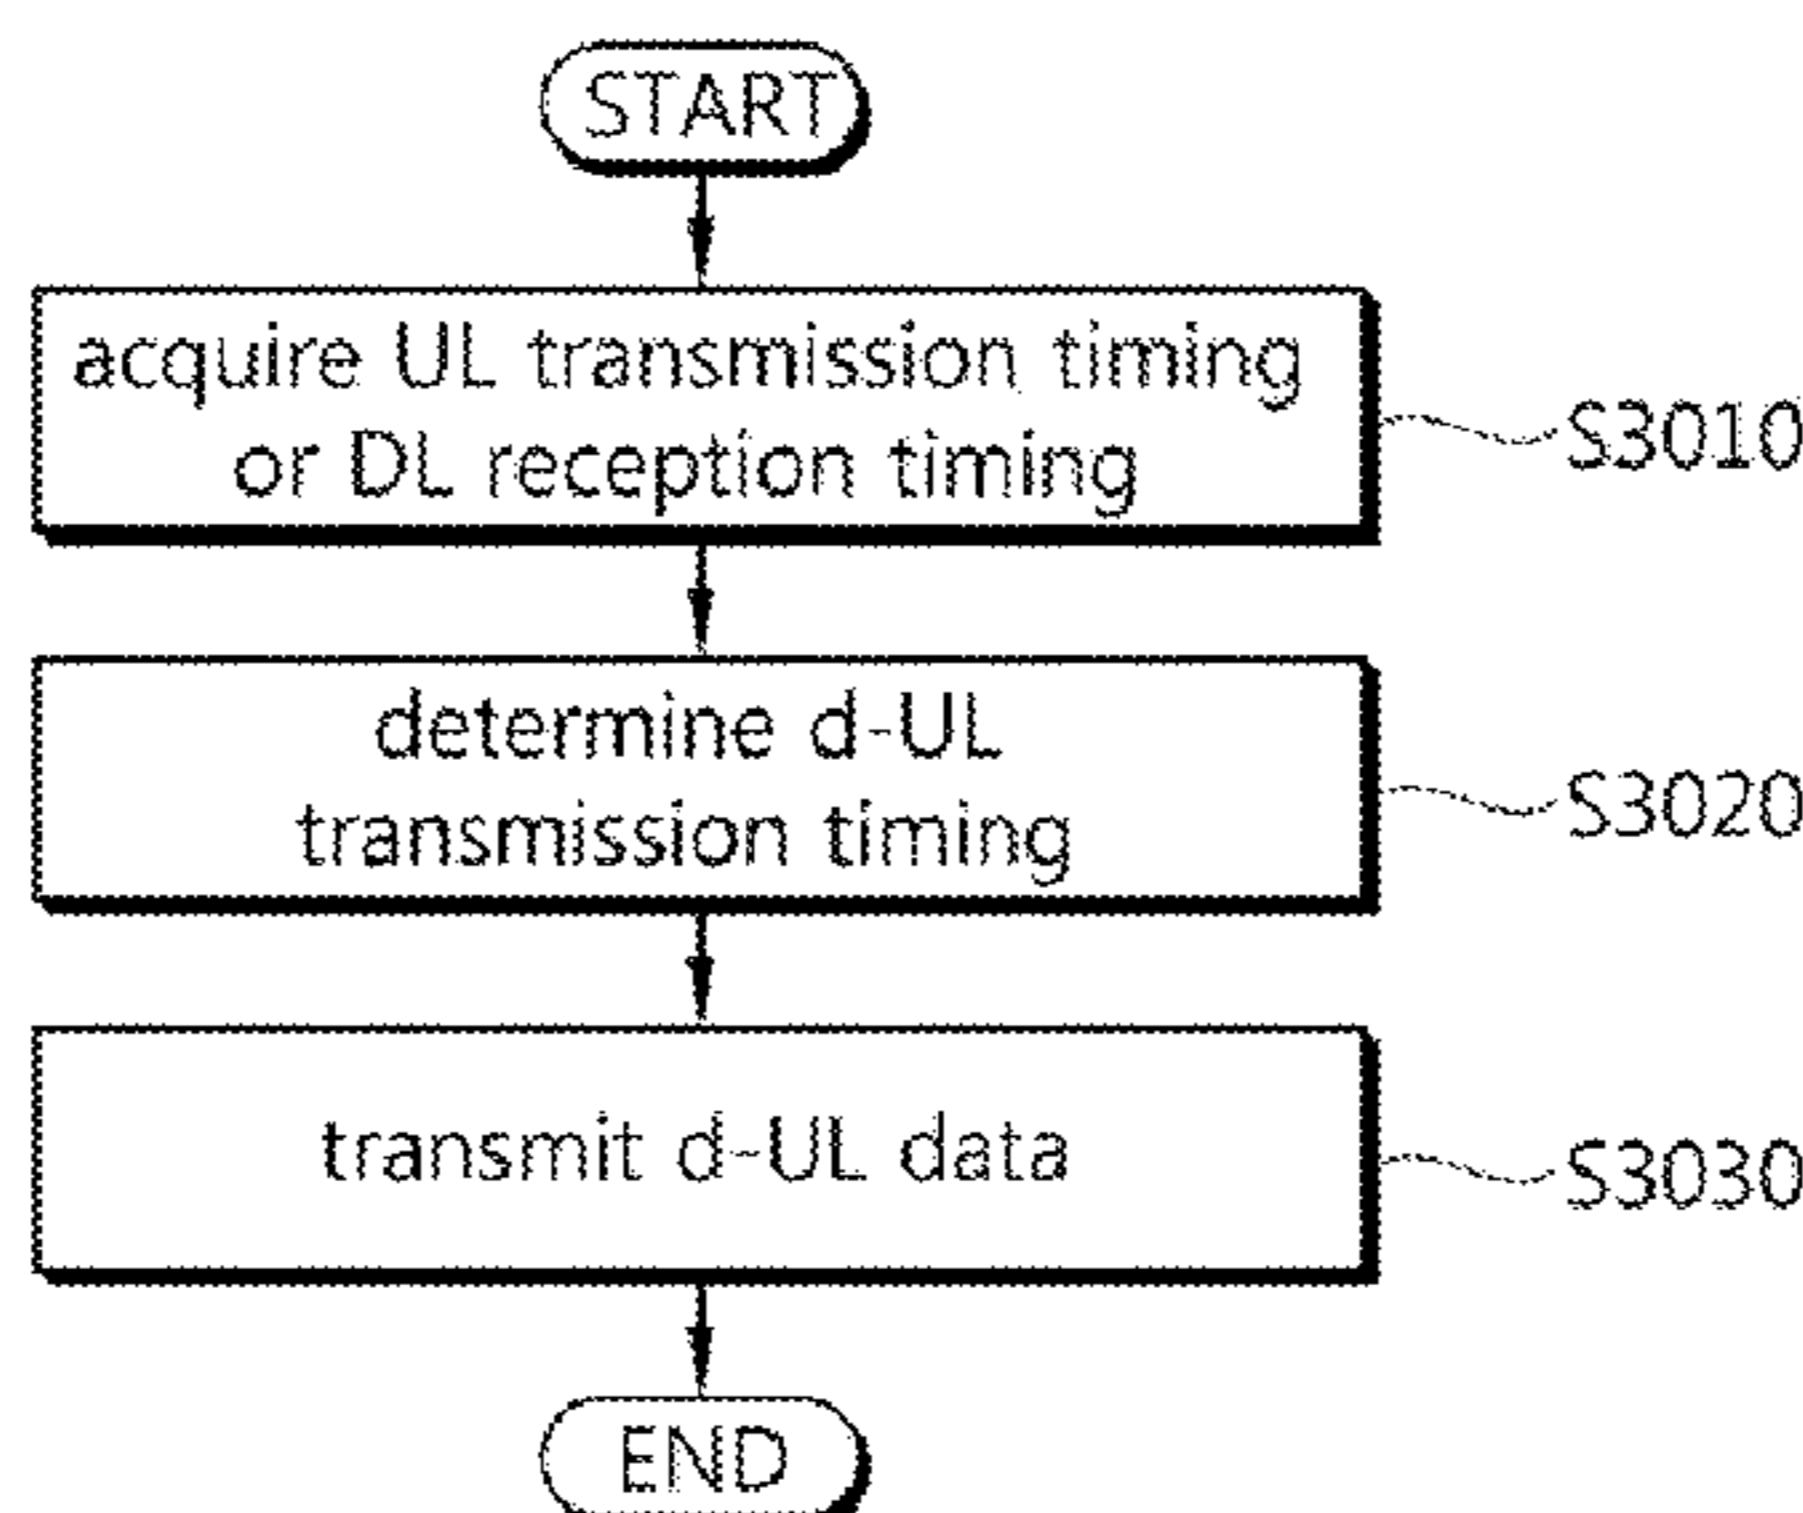 START
acquire UL transmission timing
or DL reception timing
S3010
determine d-UL
transmission timing
S3020
transmit d-UL data
S3030
END